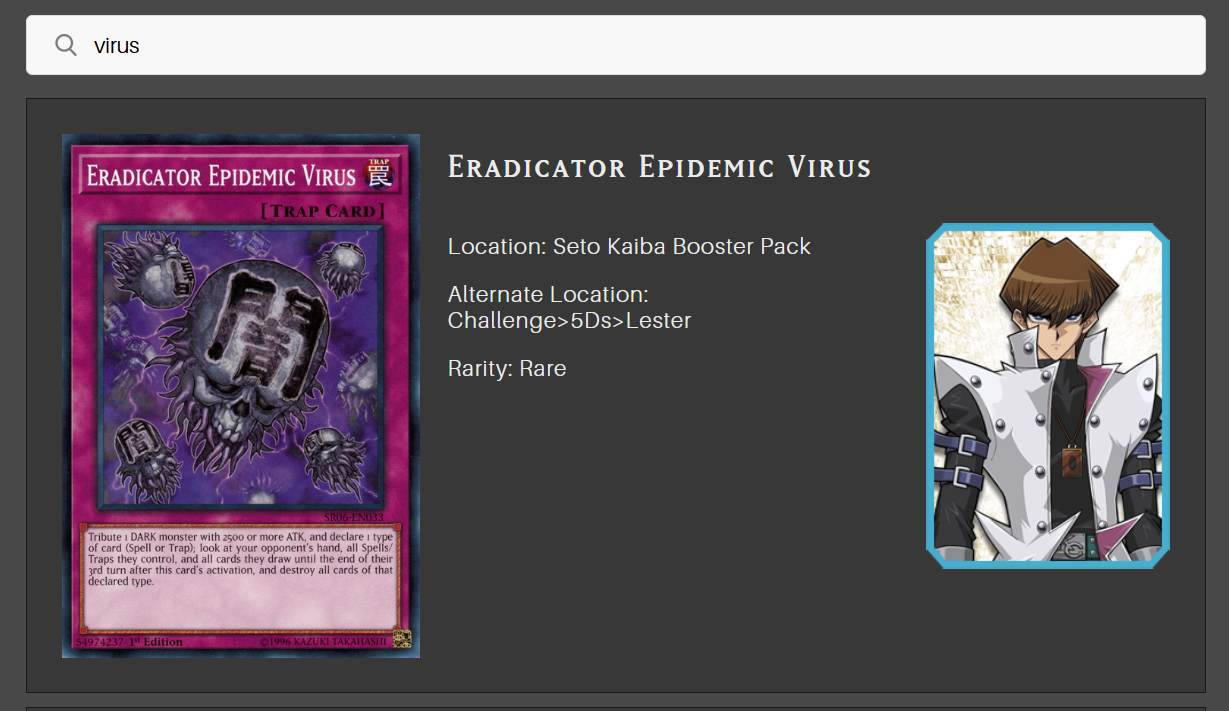 virus
ERADICATOR EPIDEMIC VIRUS
TRAP
罠
[TRAP CARD]
闇
闇
SR06-EN033
Tribute 1 DARK monster with 2500 or more ATK, and declare 1 type
of card (Spell or Trap); look at your opponent's hand, all Spells/
Traps they control, and all cards they draw until the end of their
3rd turn after this card's activation, and destroy all cards of that
declared type.
54974237 1st Edition
©1996 KAZUKI TAKAHASHI
ERADICATOR EPIDEMIC VIRUS
Location: Seto Kaiba Booster Pack
Alternate Location:
Challenge>5Ds>Lester
Rarity: Rare